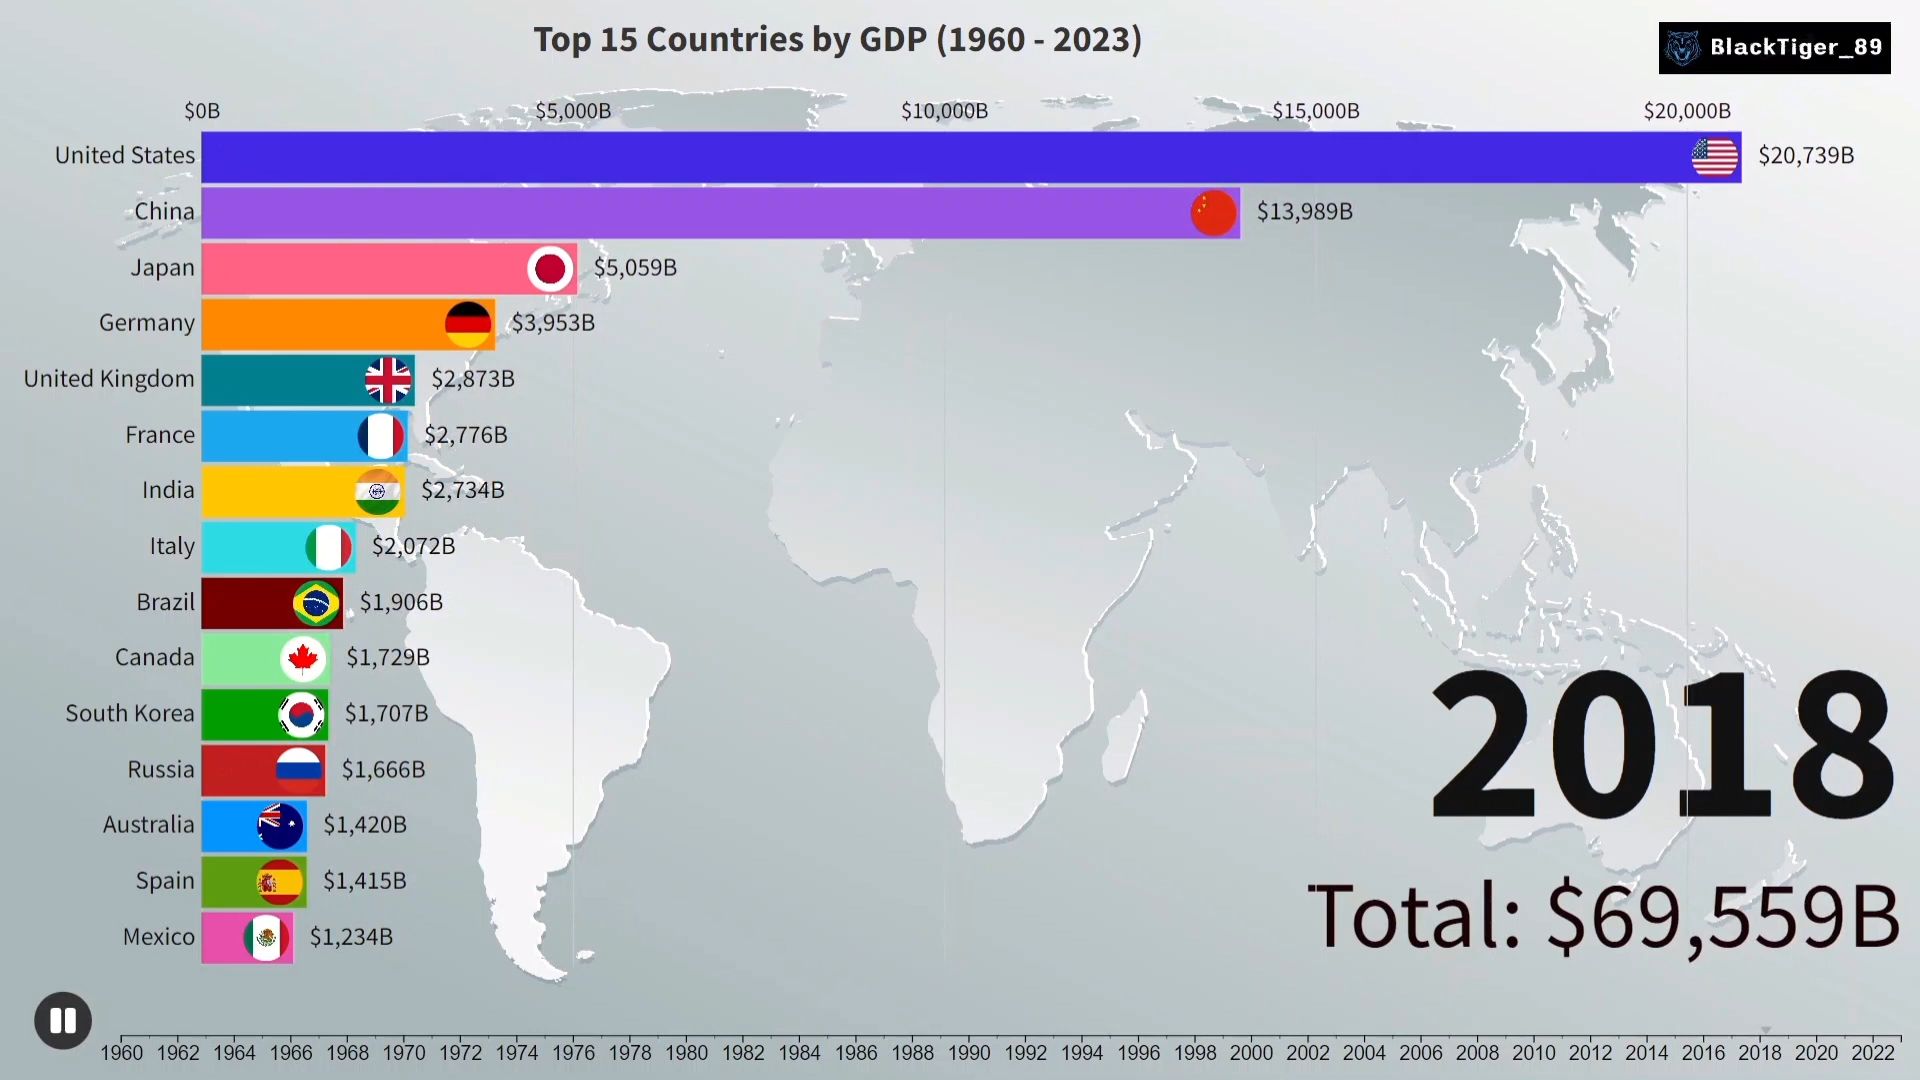 Top 15 Countries by GDP (1960 - 2023)
BlackTiger_89
$0B $5,000B $10,000B $15,000B $20,000B
United States $20,739B
China $13,989B
Japan $5,059B
Germany $3,953B
United Kingdom $2,873B
France $2,776B
India $2,734B
Italy $2,072B
Brazil $1,906B
Canada $1,729B
South Korea $1,707B
Russia $1,666B
Australia $1,420B
Spain $1,415B
Mexico $1,234B
2018
Total: $69,559B
1960 1962 1964 1966 1968 1970 1972 1974 1976 1978 1980 1982 1984 1986 1988 1990 1992 1994 1996 1998 2000 2002 2004 2006 2008 2010 2012 2014 2016 2018 2020 2022